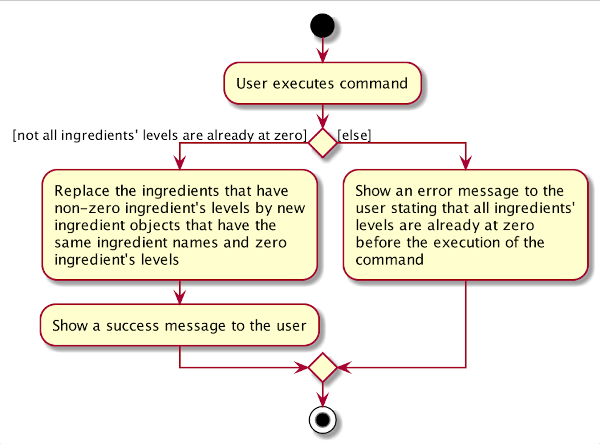 User executes command
[not all ingredients' levels are already at zero]
[else]
Replace the ingredients that have
non-zero ingredient's levels by new
ingredient objects that have the
same ingredient names and zero
ingredient's levels
Show an error message to the
user stating that all ingredients'
levels are already at zero
before the execution of the
command
Show a success message to the user